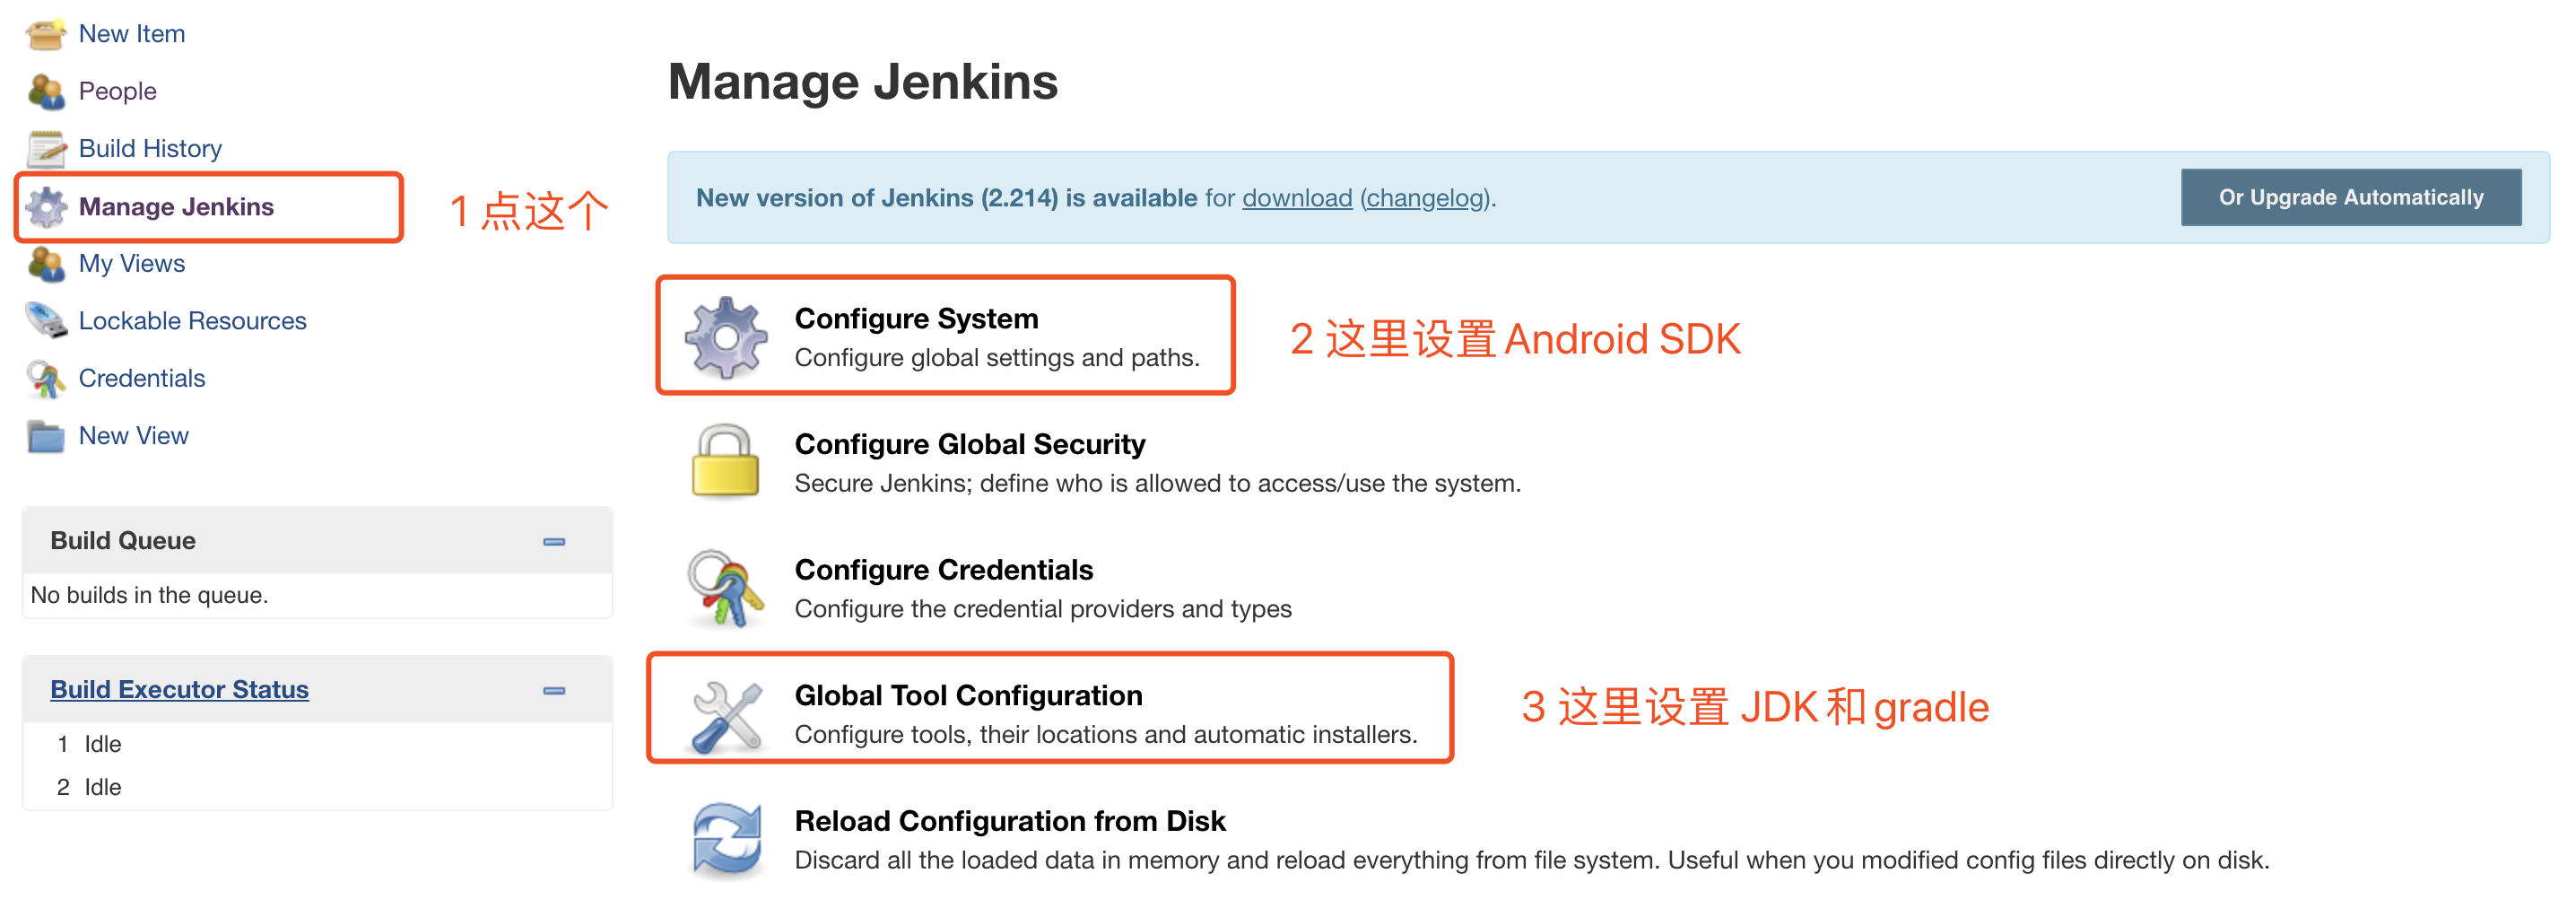 New Item
People
Build History
Manage Jenkins
1 点这个
My Views
Lockable Resources
Credentials
New View
Build Queue
No builds in the queue.
Build Executor Status
1 Idle
2 Idle
Manage Jenkins
New version of Jenkins (2.214) is available for download (changelog).
Or Upgrade Automatically
Configure System
Configure global settings and paths.
2 这里设置 Android SDK
Configure Global Security
Secure Jenkins; define who is allowed to access/use the system.
Configure Credentials
Configure the credential providers and types
Global Tool Configuration
Configure tools, their locations and automatic installers.
3 这里设置 JDK 和 gradle
Reload Configuration from Disk
Discard all the loaded data in memory and reload everything from file system. Useful when you modified config files directly on disk.